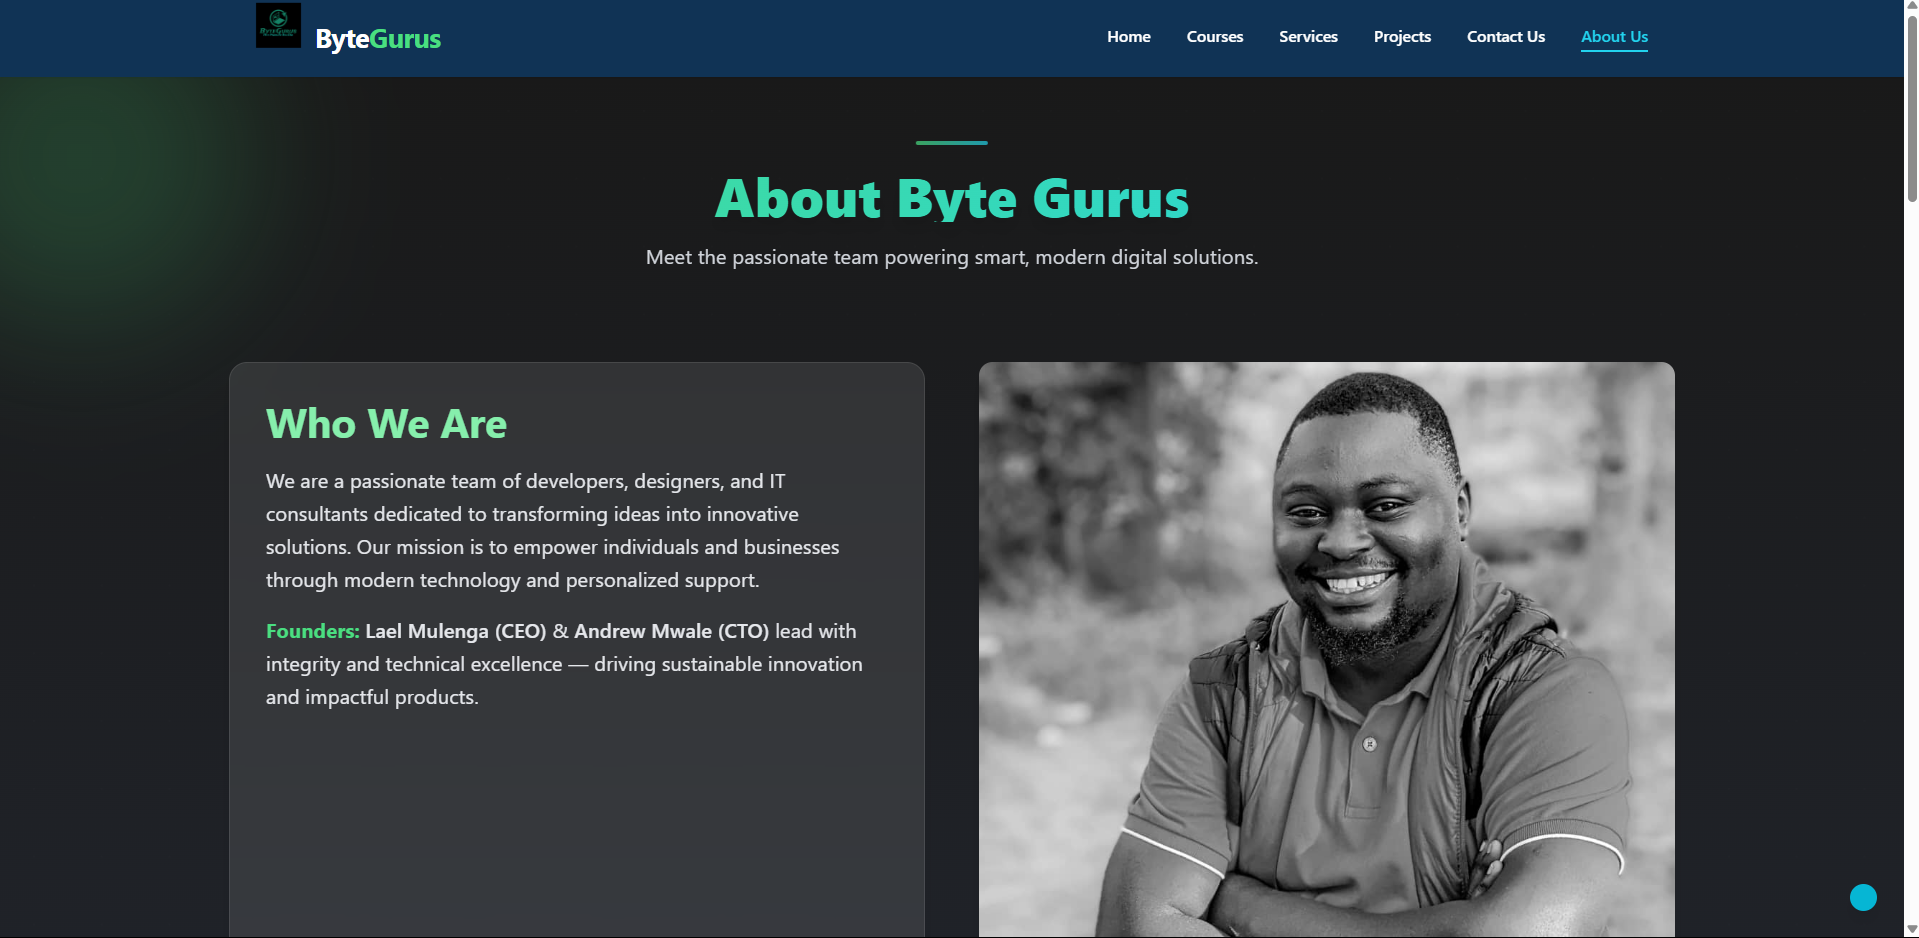 ByteGurus
ByteGurus
Home
Courses
Services
Projects
Contact Us
About Us
About Byte Gurus
Meet the passionate team powering smart, modern digital solutions.
Who We Are
We are a passionate team of developers, designers, and IT
consultants dedicated to transforming ideas into innovative
solutions. Our mission is to empower individuals and businesses
through modern technology and personalized support.
Founders: Lael Mulenga (CEO) & Andrew Mwale (CTO) lead with
integrity and technical excellence — driving sustainable innovation
and impactful products.